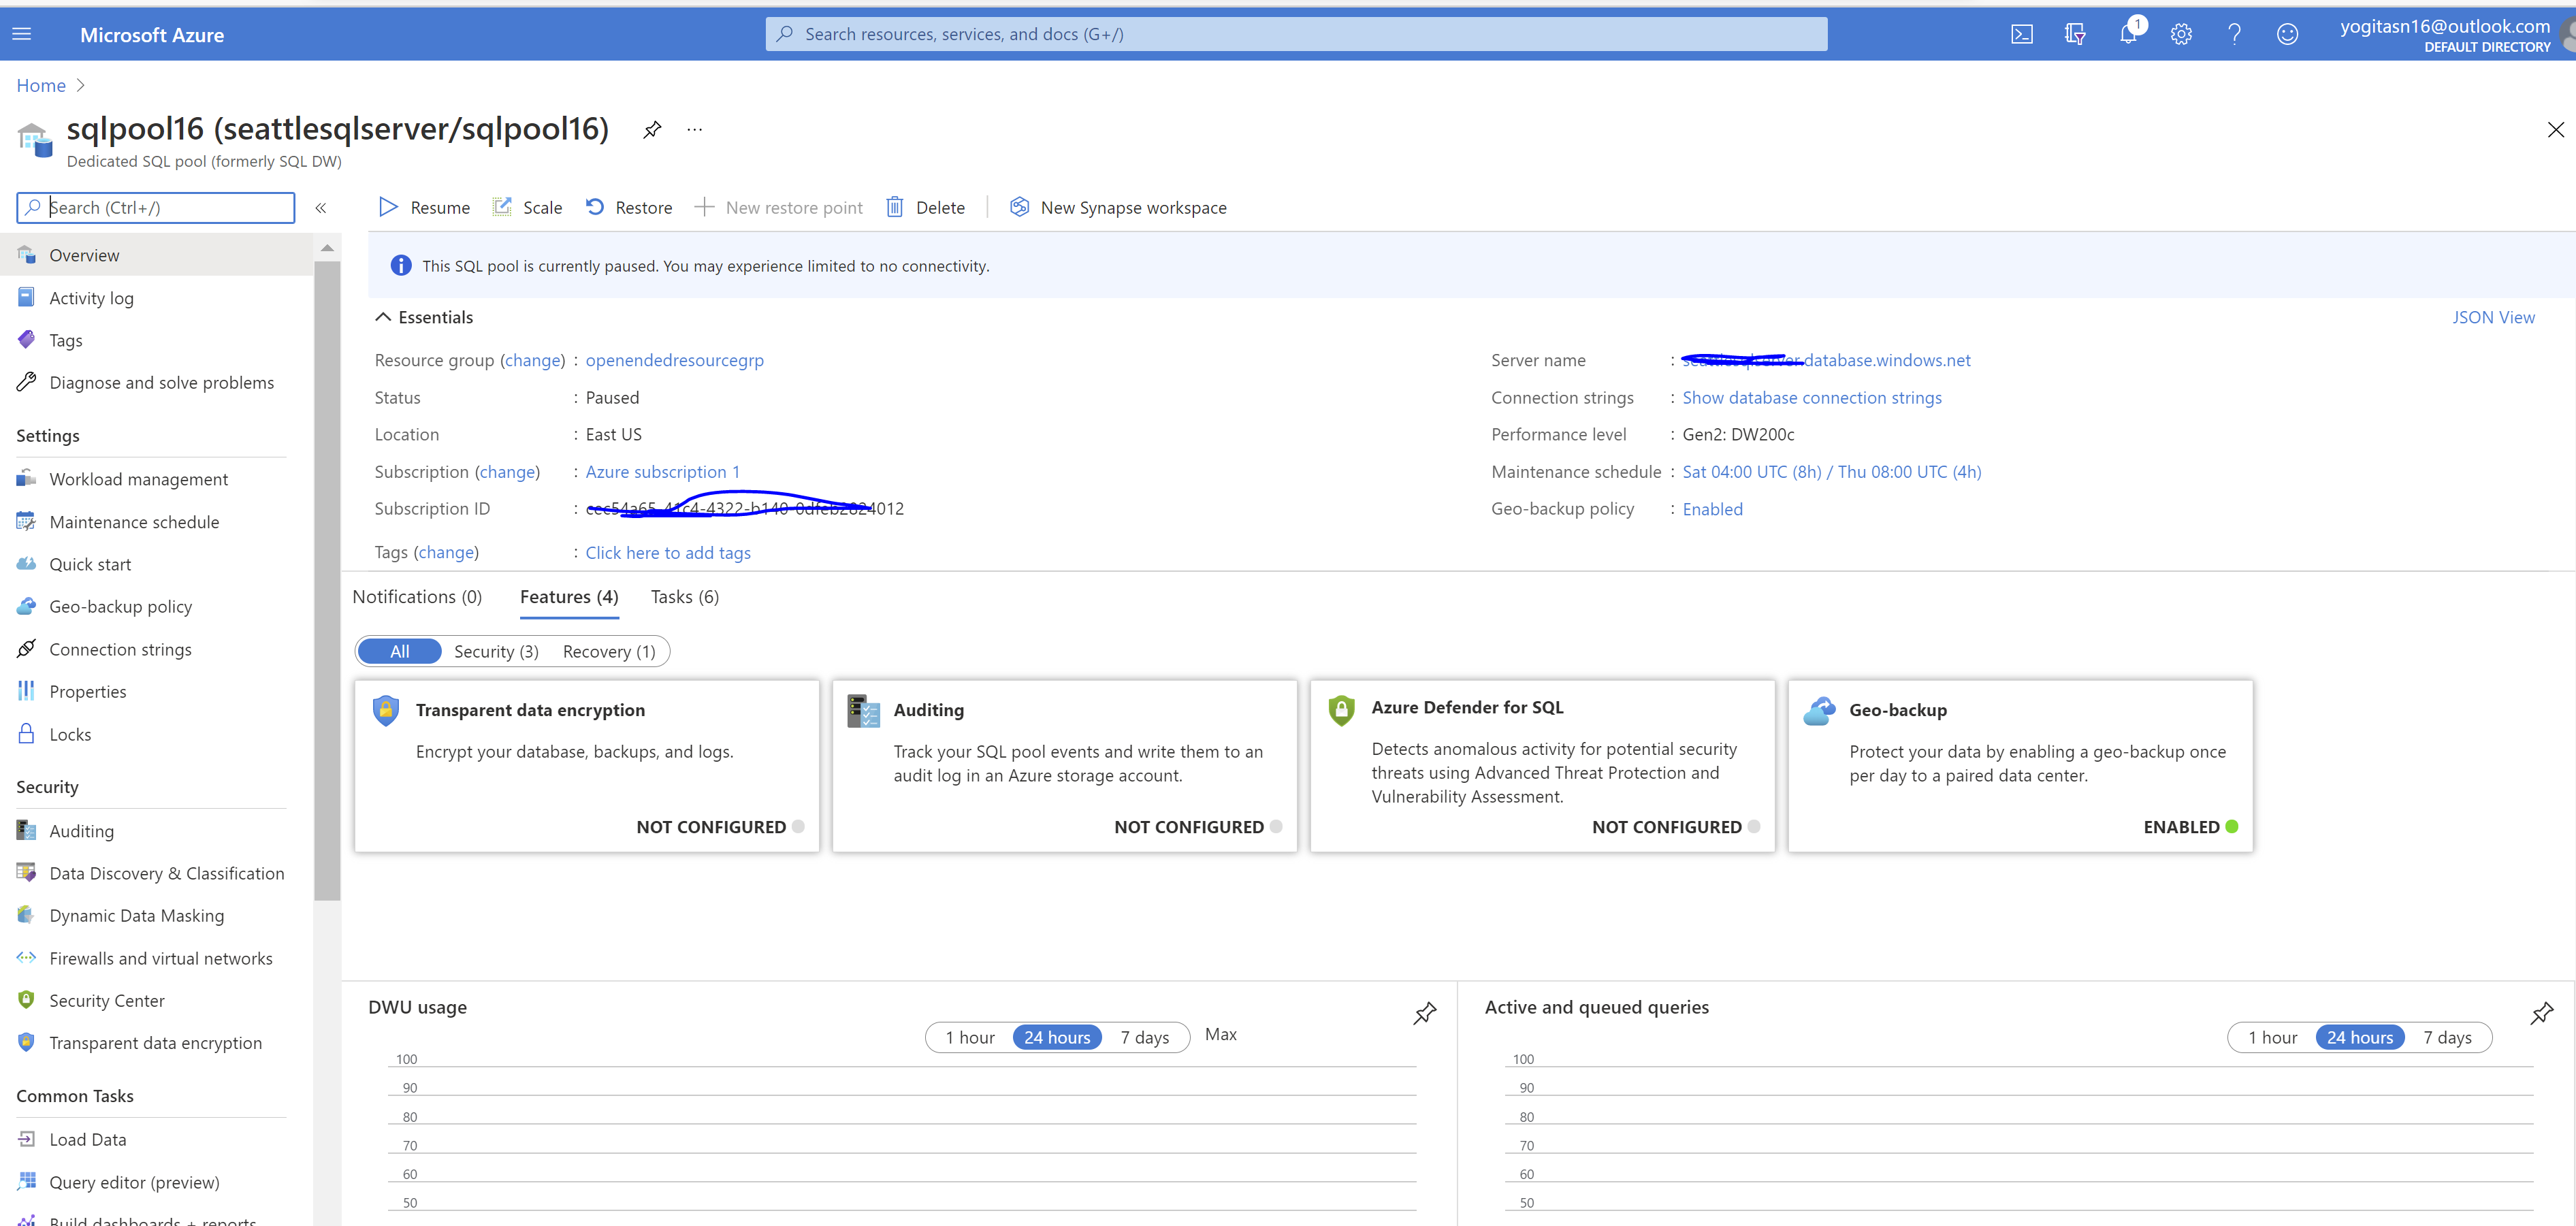 Microsoft Azure
Search resources, services, and docs (G+/)
1
yogitasn16@outlook.com
DEFAULT DIRECTORY
Home
sqlpool16 (seattlesqlserver/sqlpool16)
Dedicated SQL pool (formerly SQL DW)
Search (Ctrl+/)
Overview
Activity log
Tags
Diagnose and solve problems
Settings
Workload management
Maintenance schedule
Quick start
Geo-backup policy
Connection strings
Properties
Locks
Security
Auditing
Data Discovery & Classification
Dynamic Data Masking
Firewalls and virtual networks
Security Center
Transparent data encryption
Common Tasks
Load Data
Query editor (preview)
Build dashboards + reports
Resume
Scale
Restore
New restore point
Delete
New Synapse workspace
This SQL pool is currently paused. You may experience limited to no connectivity.
Essentials
JSON View
Resource group (change) : openendedresourcegrp
Status : Paused
Location : East US
Subscription (change) : Azure subscription 1
Subscription ID :
Tags (change) : Click here to add tags
Server name : .database.windows.net
Connection strings : Show database connection strings
Performance level : Gen2: DW200c
Maintenance schedule : Sat 04:00 UTC (8h) / Thu 08:00 UTC (4h)
Geo-backup policy : Enabled
Notifications (0)
Features (4)
Tasks (6)
All
Security (3)
Recovery (1)
Transparent data encryption
Encrypt your database, backups, and logs.
NOT CONFIGURED
Auditing
Track your SQL pool events and write them to an
audit log in an Azure storage account.
NOT CONFIGURED
Azure Defender for SQL
Detects anomalous activity for potential security
threats using Advanced Threat Protection and
Vulnerability Assessment.
NOT CONFIGURED
Geo-backup
Protect your data by enabling a geo-backup once
per day to a paired data center.
ENABLED
DWU usage
1 hour
24 hours
7 days
Max
100
90
80
70
60
50
Active and queued queries
1 hour
24 hours
7 days
100
90
80
70
60
50